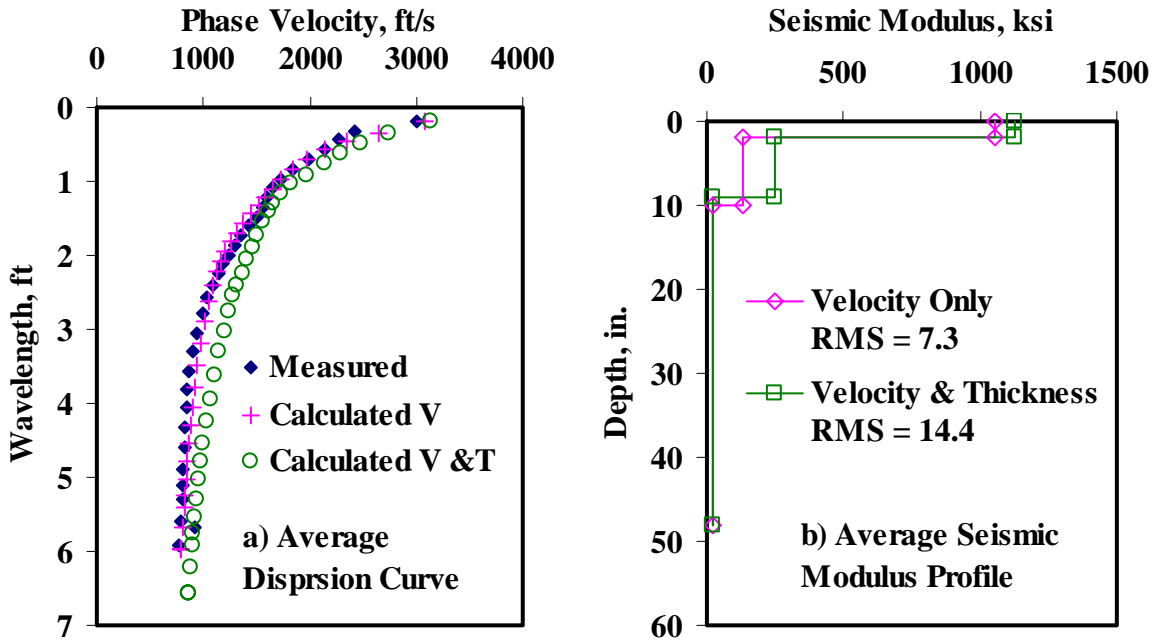 Phase Velocity, ft/s
0 1000 2000 3000 4000
0
1
2
3
4
5
6
7
Wavelength, ft
Measured
Calculated V
Calculated V &T
a) Average
Disprsion Curve
Seismic Modulus, ksi
0 500 1000 1500
0
10
20
30
40
50
60
Depth, in.
Velocity Only
RMS = 7.3
Velocity & Thickness
RMS = 14.4
b) Average Seismic
Modulus Profile